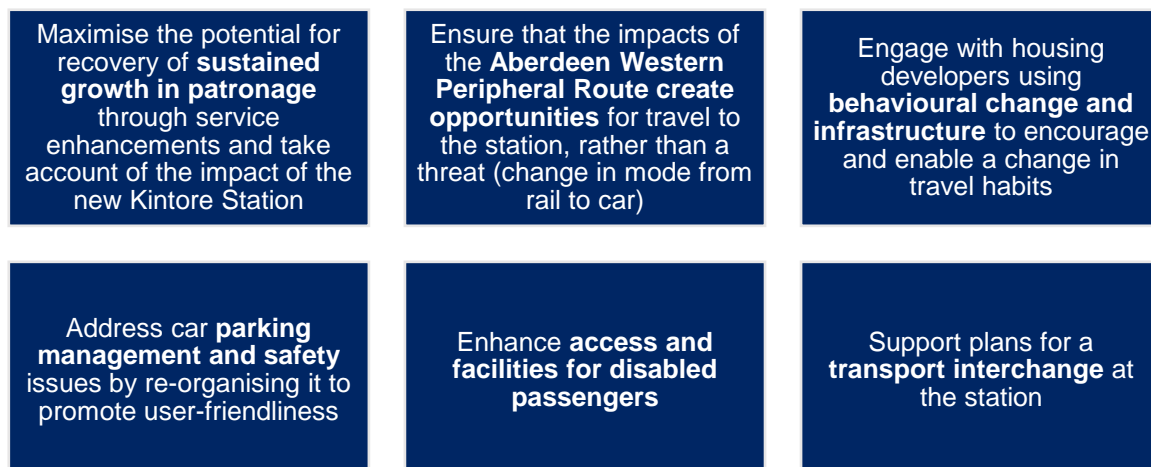 Maximise the potential for
recovery of sustained
growth in patronage
through service
enhancements and take
account of the impact of the
new Kintore Station
Ensure that the impacts of
the Aberdeen Western
Peripheral Route create
opportunities for travel to
the station, rather than a
threat (change in mode from
rail to car)
Engage with housing
developers using
behavioural change and
infrastructure to encourage
and enable a change in
travel habits
Address car parking
management and safety
issues by re-organising it to
promote user-friendliness
Enhance access and
facilities for disabled
passengers
Support plans for a
transport interchange at
the station